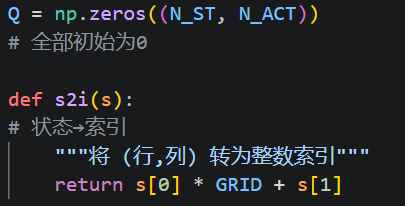 Q = np.zeros((N_ST, N_ACT))
# 全部初始为0
def s2i(s):
# 状态→索引
    """将 (行,列) 转为整数索引"""
    return s[0] * GRID + s[1]